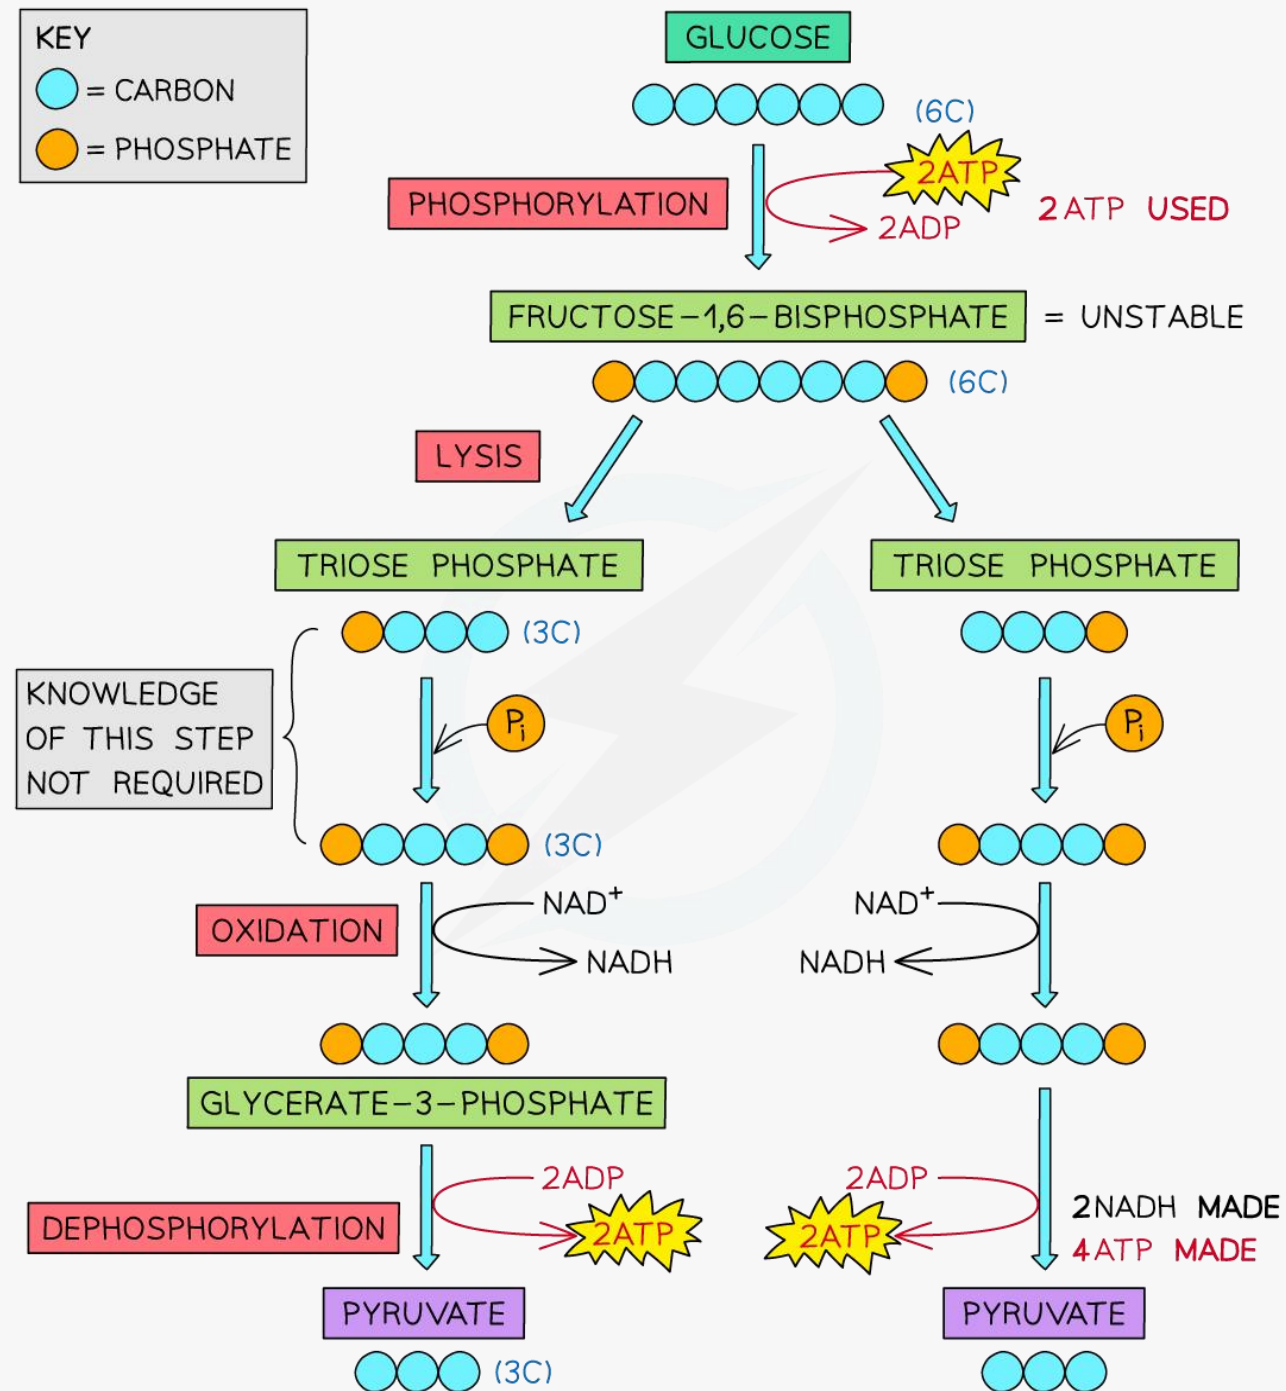 KEY
= CARBON
= PHOSPHATE
GLUCOSE
(6C)
PHOSPHORYLATION
2ATP
2ADP
2ATP USED
FRUCTOSE-1,6-BISPHOSPHATE = UNSTABLE
(6C)
LYSIS
TRIOSE PHOSPHATE
TRIOSE PHOSPHATE
(3C)
KNOWLEDGE
OF THIS STEP
NOT REQUIRED
Pi
Pi
(3C)
OXIDATION
NAD+
NADH
NAD+
NADH
GLYCERATE-3-PHOSPHATE
DEPHOSPHORYLATION
2ADP
2ATP
2ADP
2ATP
2NADH MADE
4ATP MADE
PYRUVATE
PYRUVATE
(3C)